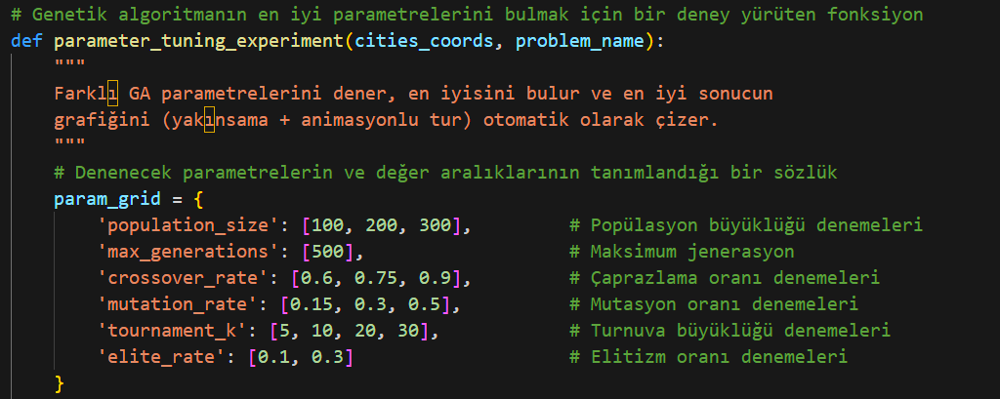 # Genetik algoritmanın en iyi parametrelerini bulmak için bir deney yürüten fonksiyon
def parameter_tuning_experiment(cities_coords, problem_name):
    """
    Farklı GA parametrelerini dener, en iyisini bulur ve en iyi sonucun
    grafiğini (yakınsama + animasyonlu tur) otomatik olarak çizer.
    """
    # Denenecek parametrelerin ve değer aralıklarının tanımlandığı bir sözlük
    param_grid = {
        'population_size': [100, 200, 300],         # Popülasyon büyüklüğü denemeleri
        'max_generations': [500],                   # Maksimum jenerasyon
        'crossover_rate': [0.6, 0.75, 0.9],         # Çaprazlama oranı denemeleri
        'mutation_rate': [0.15, 0.3, 0.5],          # Mutasyon oranı denemeleri
        'tournament_k': [5, 10, 20, 30],            # Turnuva büyüklüğü denemeleri
        'elite_rate': [0.1, 0.3]                    # Elitizm oranı denemeleri
    }